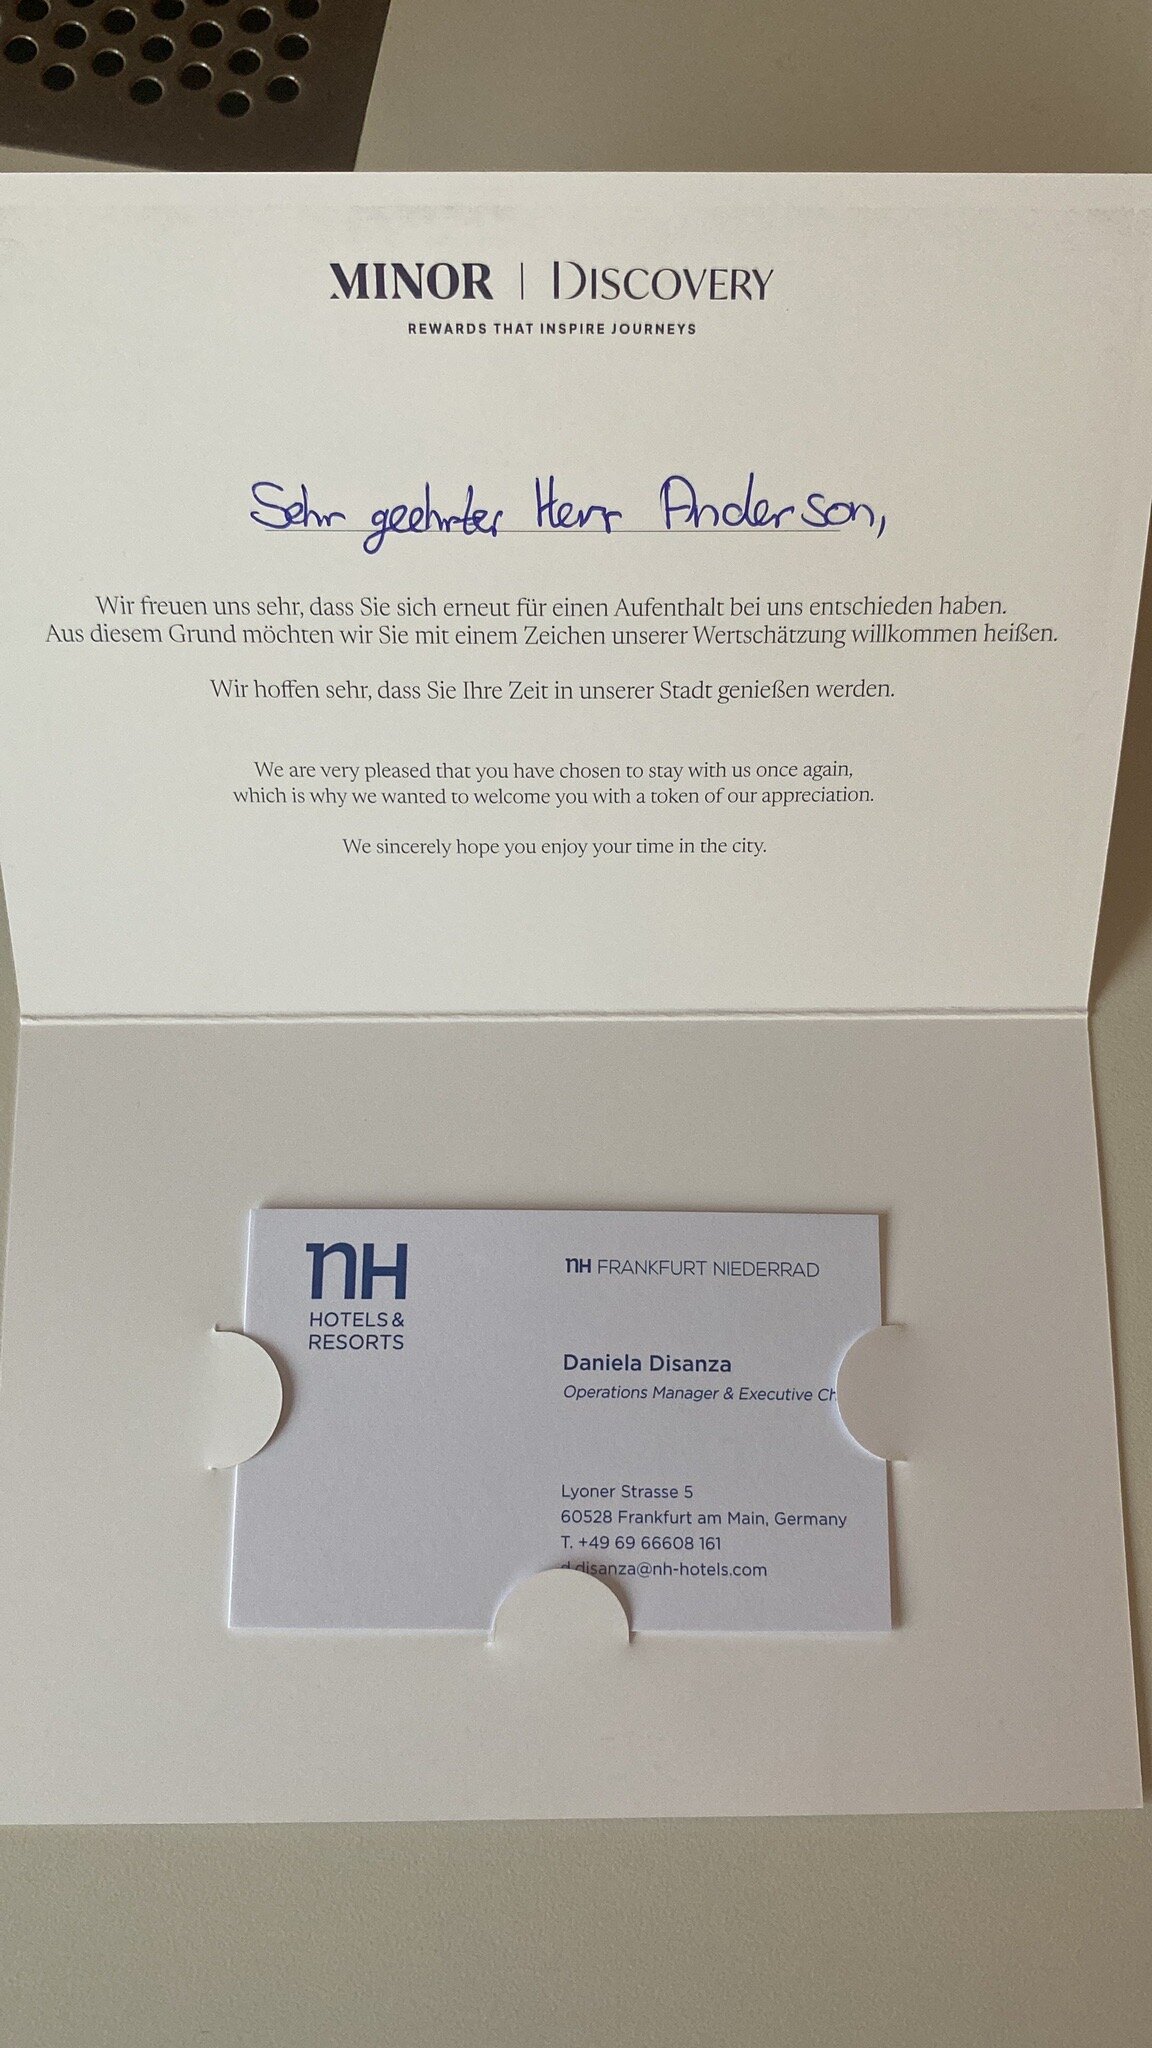 MINOR | DISCOVERY
REWARDS THAT INSPIRE JOURNEYS
Sehr geehrter Herr Anderson,
Wir freuen uns sehr, dass Sie sich erneut für einen Aufenthalt bei uns entschieden haben.
Aus diesem Grund möchten wir Sie mit einem Zeichen unserer Wertschätzung willkommen heißen.
Wir hoffen sehr, dass Sie Ihre Zeit in unserer Stadt genießen werden.
We are very pleased that you have chosen to stay with us once again,
which is why we wanted to welcome you with a token of our appreciation.
We sincerely hope you enjoy your time in the city.
nH
HOTELS &
RESORTS
nH FRANKFURT NIEDERRAD
Daniela Disanza
Operations Manager & Executive
Lyoner Strasse 5
60528 Frankfurt am Main, Germany
T. +49 69 66608 161
d.disanza@nh-hotels.com